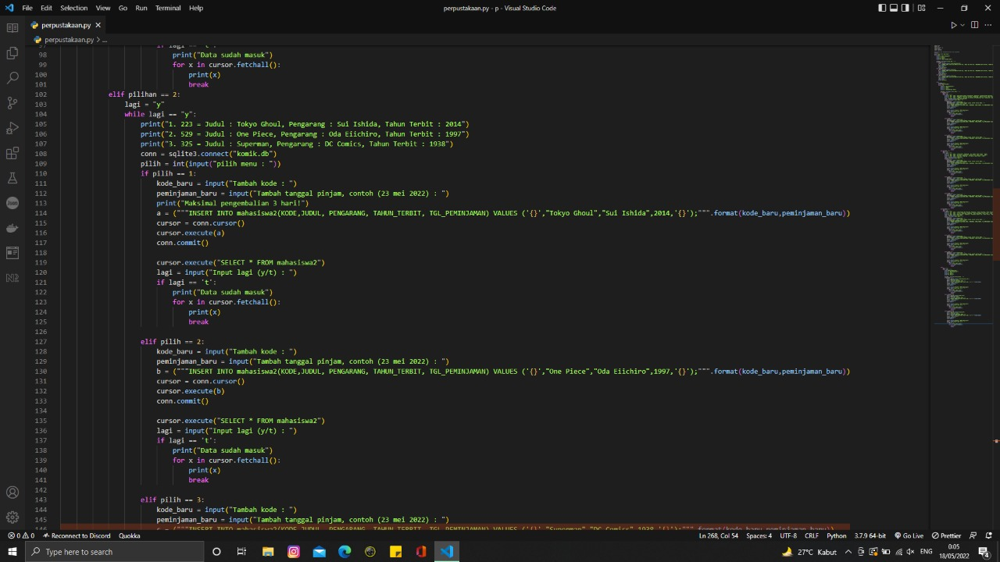 File Edit Selection View Go Run Terminal Help
perpustakaan.py - p - Visual Studio Code
perpustakaan.py
perpustakaan.py > ...
97 if lagi == 't':
98 print("Data sudah masuk")
99 for x in cursor.fetchall():
100 print(x)
101 break
102 elif pilihan == 2:
103 lagi = "y"
104 while lagi == "y":
105 print("1. 223 = Judul : Tokyo Ghoul, Pengarang : Sui Ishida, Tahun Terbit : 2014")
106 print("2. 529 = Judul : One Piece, Pengarang : Oda Eiichiro, Tahun Terbit : 1997")
107 print("3. 325 = Judul : Superman, Pengarang : DC Comics, Tahun Terbit : 1938")
108 conn = sqlite3.connect("komik.db")
109 pilih = int(input("pilih menu : "))
110 if pilih == 1:
111 kode_baru = input("Tambah kode : ")
112 peminjaman_baru = input("Tambah tanggal pinjam, contoh (23 mei 2022) : ")
113 print("Maksimal pengembalian 3 hari!")
114 a = ("""INSERT INTO mahasiswa2(KODE,JUDUL, PENGARANG, TAHUN_TERBIT, TGL_PEMINJAMAN) VALUES ('{}',"Tokyo Ghoul","Sui Ishida",2014,'{}');""".format(kode_baru,peminjaman_baru))
115 cursor = conn.cursor()
116 cursor.execute(a)
117 conn.commit()
118
119 cursor.execute("SELECT * FROM mahasiswa2")
120 lagi = input("Input lagi (y/t) : ")
121 if lagi == 't':
122 print("Data sudah masuk")
123 for x in cursor.fetchall():
124 print(x)
125 break
126
127 elif pilih == 2:
128 kode_baru = input("Tambah kode : ")
129 peminjaman_baru = input("Tambah tanggal pinjam, contoh (23 mei 2022) : ")
130 b = ("""INSERT INTO mahasiswa2(KODE,JUDUL, PENGARANG, TAHUN_TERBIT, TGL_PEMINJAMAN) VALUES ('{}',"One Piece","Oda Eiichiro",1997,'{}');""".format(kode_baru,peminjaman_baru))
131 cursor = conn.cursor()
132 cursor.execute(b)
133 conn.commit()
134
135 cursor.execute("SELECT * FROM mahasiswa2")
136 lagi = input("Input lagi (y/t) : ")
137 if lagi == 't':
138 print("Data sudah masuk")
139 for x in cursor.fetchall():
140 print(x)
141 break
142
143 elif pilih == 3:
144 kode_baru = input("Tambah kode : ")
145 peminjaman_baru = input("Tambah tanggal pinjam, contoh (23 mei 2022) : ")
146 c = ("""INSERT INTO mahasiswa2(KODE,JUDUL, PENGARANG, TAHUN_TERBIT, TGL_PEMINJAMAN) VALUES ('{}',"Superman","DC Comics",1938,'{}');""".format(kode_baru,peminjaman_baru))
0 0 Reconnect to Discord Quokka
Ln 268, Col 54 Spaces: 4 UTF-8 CRLF Python 3.7.9 64-bit Go Live Prettier
Type here to search
27°C Kabut ENG 0:05 18/05/2022 4